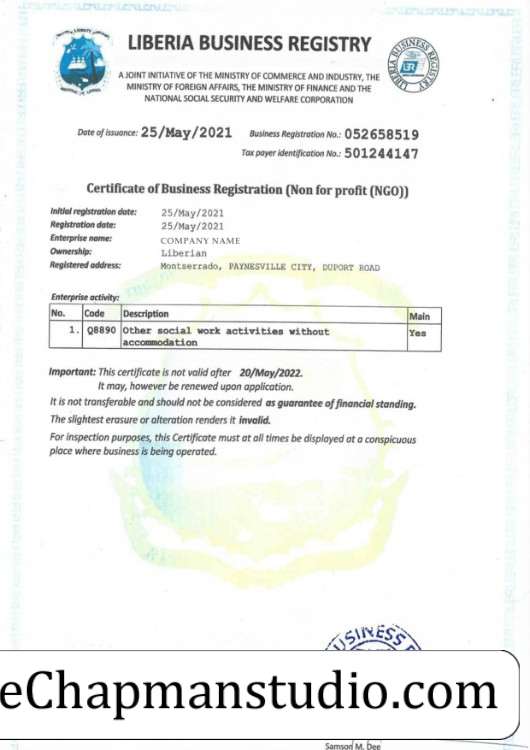 LIBERIA BUSINESS REGISTRY
A JOINT INITIATIVE OF THE MINISTRY OF COMMERCE AND INDUSTRY, THE
MINISTRY OF FOREIGN AFFAIRS, THE MINISTRY OF FINANCE AND THE
NATIONAL SOCIAL SECURITY AND WELFARE CORPORATION
Date of issuance: 25/May/2021 Business Registration No.: 052658519
Tax payer identification No.: 501244147
Certificate of Business Registration (Non for profit (NGO))
Initial registration date: 25/May/2021
Registration date: 25/May/2021
Enterprise name: COMPANY NAME
Ownership: Liberian
Registered address: Montserrado, PAYNESVILLE CITY, DUPORT ROAD
Enterprise activity:
No. Code Description Main
1. Q8890 Other social work activities without Yes
accommodation
Important: This certificate is not valid after 20/May/2022.
It may, however be renewed upon application.
It is not transferable and should not be considered as guarantee of financial standing.
The slightest erasure or alteration renders it invalid.
For inspection purposes, this Certificate must at all times be displayed at a conspicuous
place where business is being operated.
BUSINESS
eChapmanstudio.com
Samson M. Dee